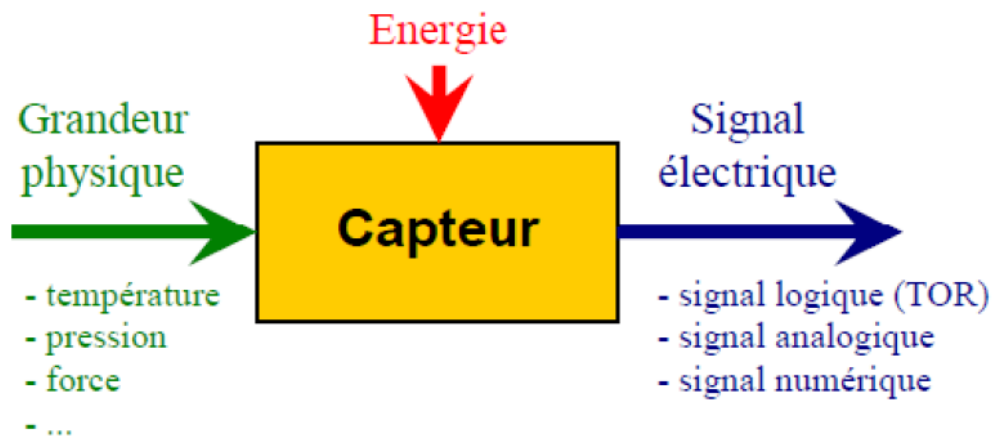 Energie
Grandeur
physique
Signal
électrique
Capteur
- température
- pression
- force
- ...
- signal logique (TOR)
- signal analogique
- signal numérique